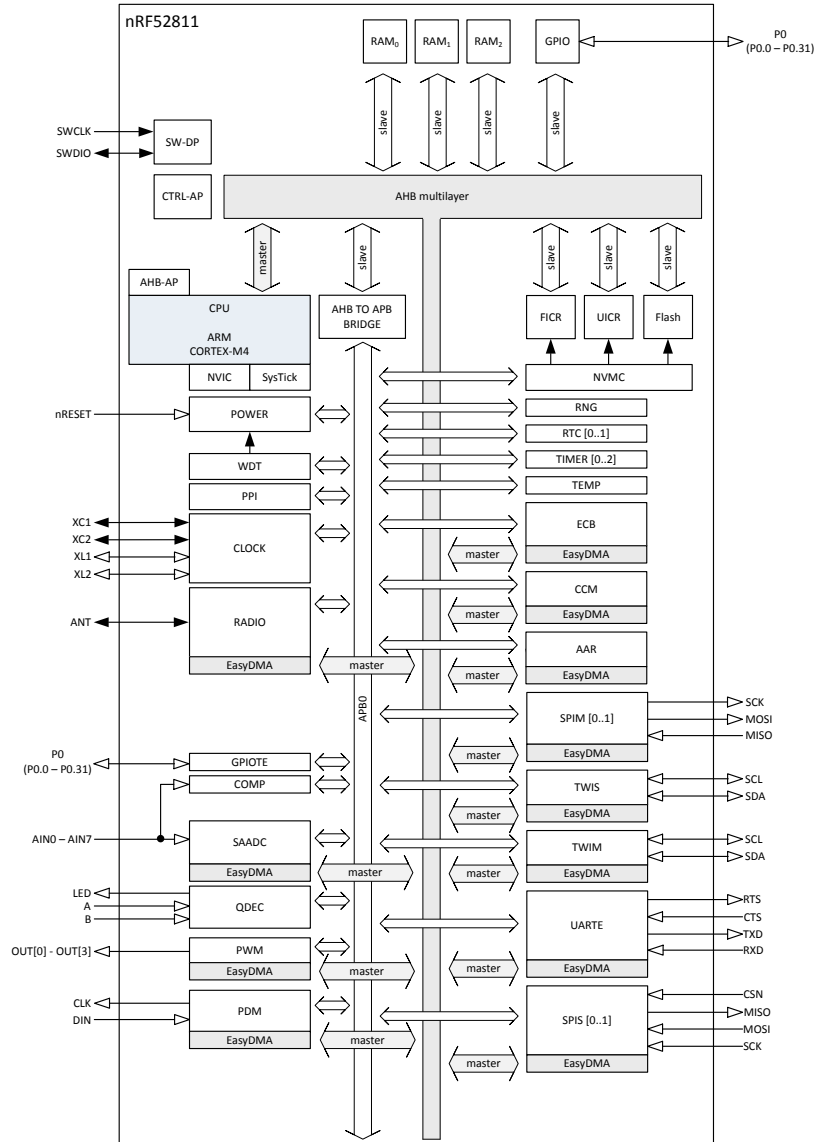 nRF52811
RAM0
RAM1
RAM2
GPIO
P0
(P0.0 – P0.31)
slave
slave
slave
slave
SWCLK
SWDIO
SW-DP
CTRL-AP
AHB multilayer
master
slave
slave
slave
slave
AHB-AP
CPU
ARM
CORTEX-M4
NVIC
SysTick
AHB TO APB
BRIDGE
FICR
UICR
Flash
NVMC
nRESET
POWER
RNG
RTC [0..1]
WDT
TIMER [0..2]
PPI
TEMP
XC1
XC2
XL1
XL2
CLOCK
ECB
master
EasyDMA
CCM
master
EasyDMA
ANT
RADIO
EasyDMA
master
AAR
master
EasyDMA
APB0
SPIM [0..1]
master
EasyDMA
SCK
MOSI
MISO
P0
(P0.0 – P0.31)
GPIOTE
COMP
TWIS
master
EasyDMA
SCL
SDA
AIN0 – AIN7
SAADC
EasyDMA
master
TWIM
master
EasyDMA
SCL
SDA
LED
A
B
QDEC
UARTE
master
EasyDMA
RTS
CTS
TXD
RXD
OUT[0] - OUT[3]
PWM
EasyDMA
master
CLK
DIN
PDM
EasyDMA
master
SPIS [0..1]
master
EasyDMA
CSN
MISO
MOSI
SCK